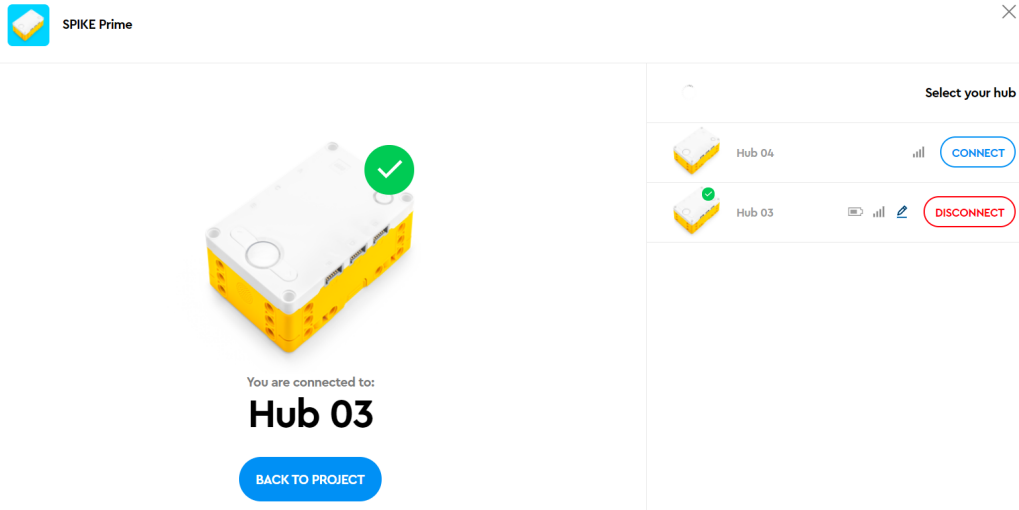 SPIKE Prime
Select your hub
Hub 04
CONNECT
Hub 03
DISCONNECT
You are connected to:
Hub 03
BACK TO PROJECT